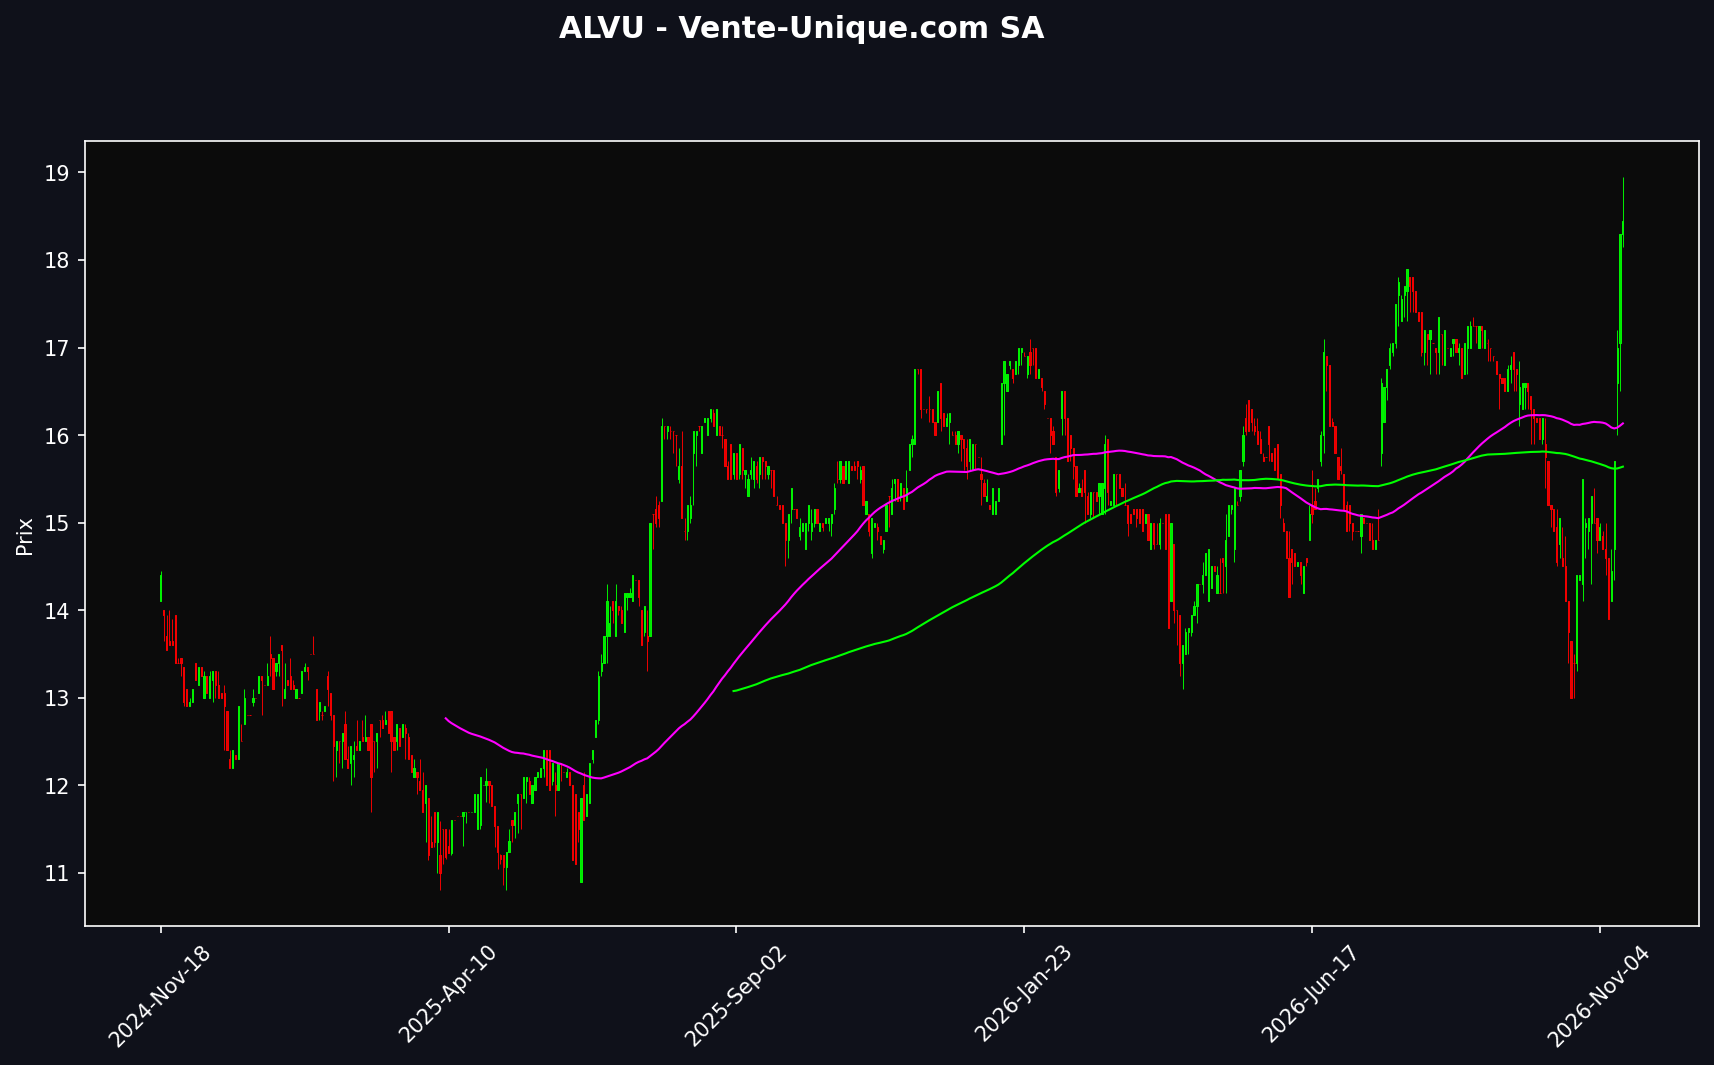 ALVU - Vente-Unique.com SA
Prix
19
18
17
16
15
14
13
12
11
2024-Nov-18
2025-Apr-10
2025-Sep-02
2026-Jan-23
2026-Jun-17
2026-Nov-04